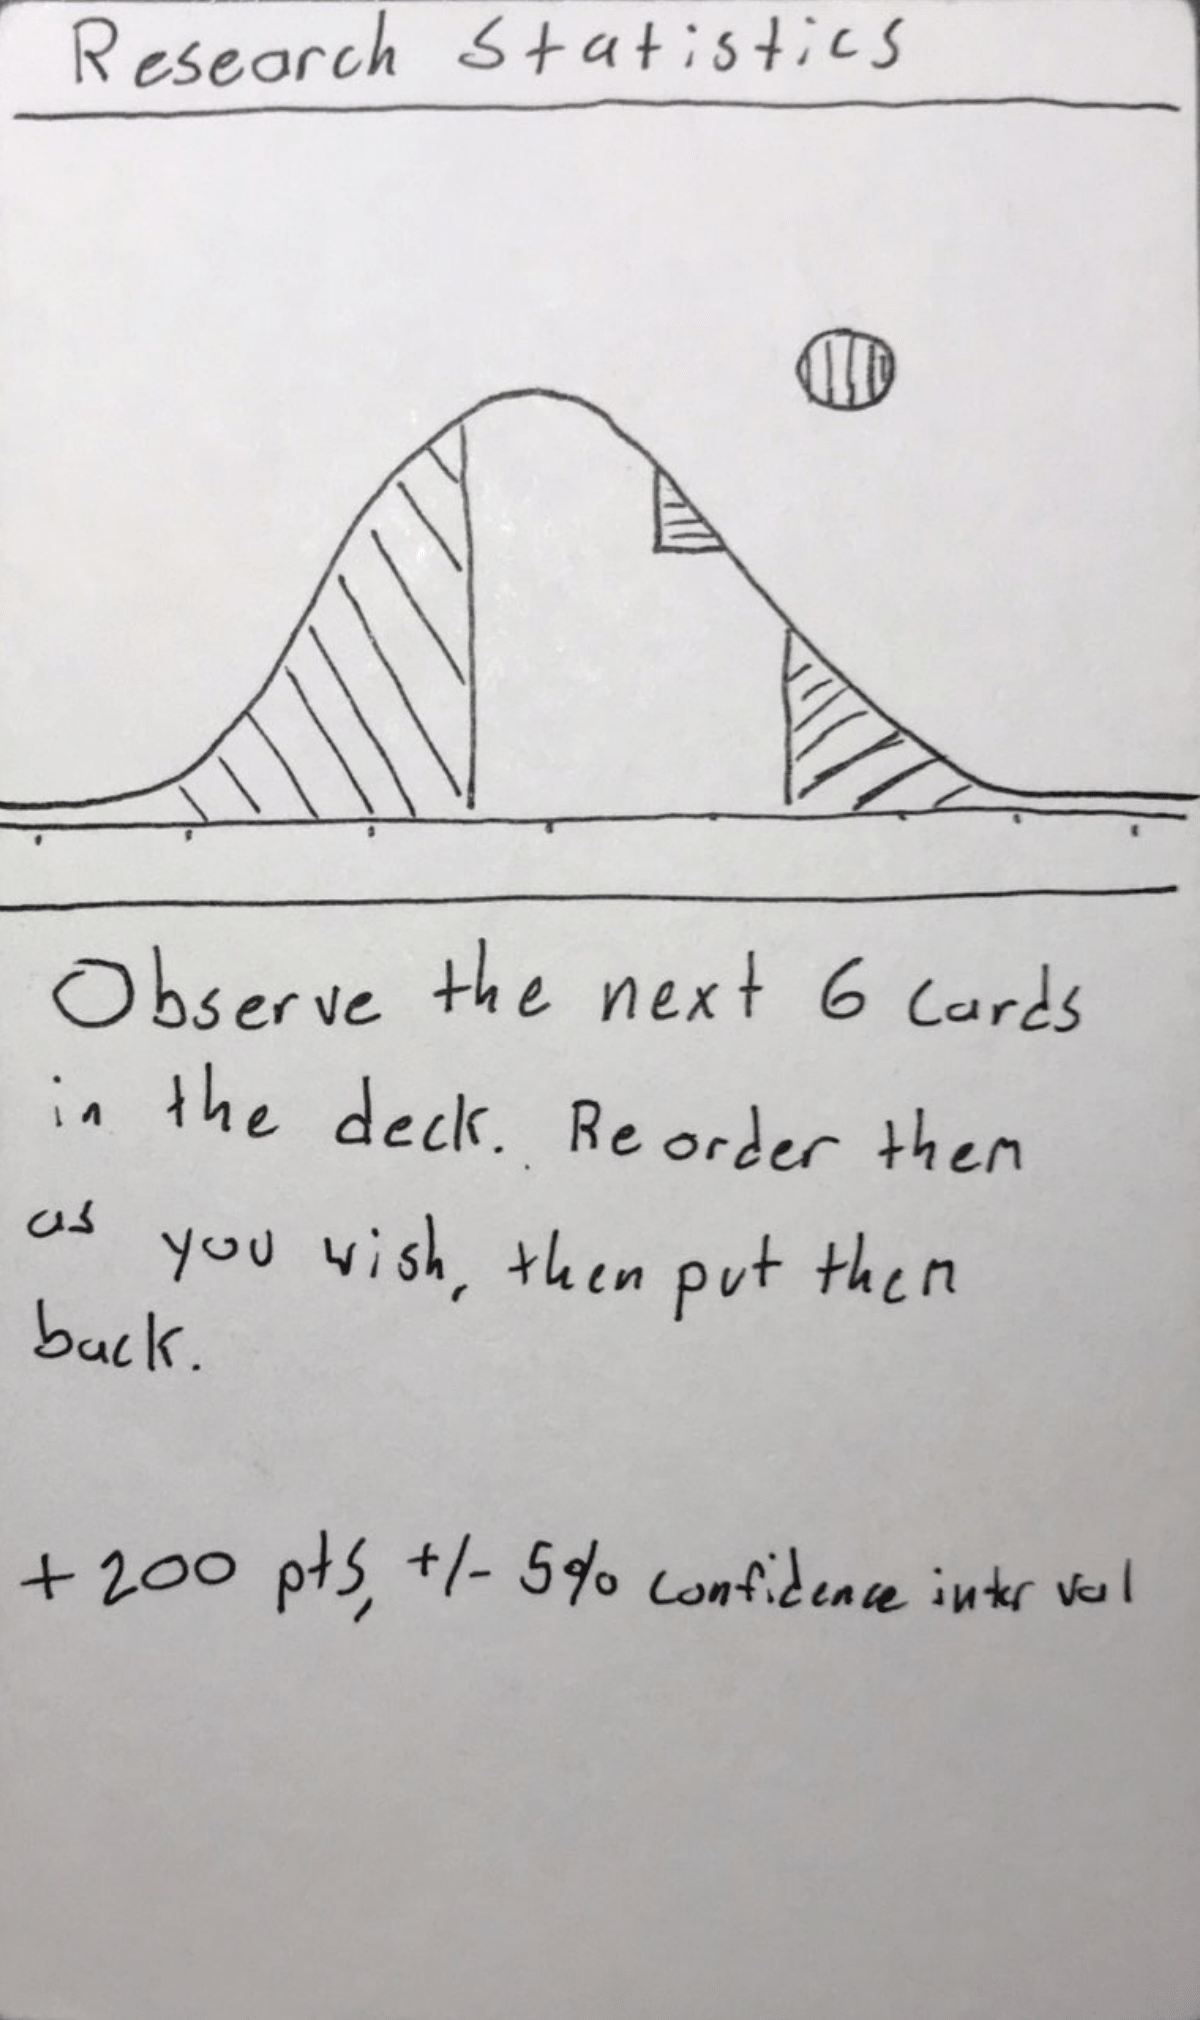 Research Statistics
Observe the next 6 cards
in the deck. Reorder them
as you wish, then put them
back.
+200 pts, +/- 5% confidence interval